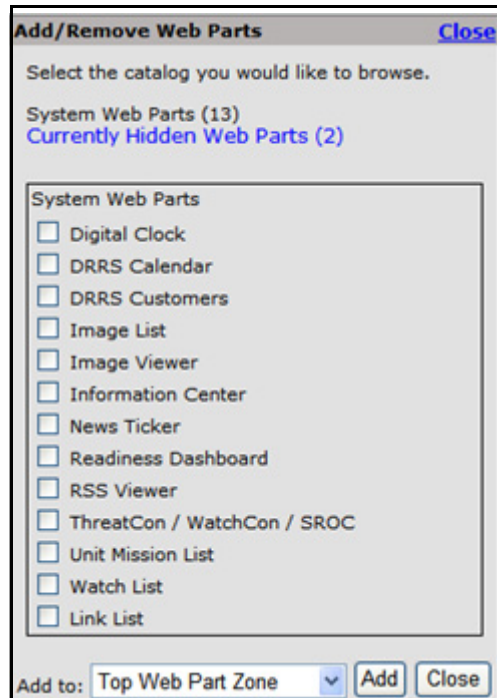 Add/Remove Web Parts Close
Select the catalog you would like to browse.
System Web Parts (13)
Currently Hidden Web Parts (2)
System Web Parts
Digital Clock
DRRS Calendar
DRRS Customers
Image List
Image Viewer
Information Center
News Ticker
Readiness Dashboard
RSS Viewer
ThreatCon / WatchCon / SROC
Unit Mission List
Watch List
Link List
Add to: Top Web Part Zone Add Close